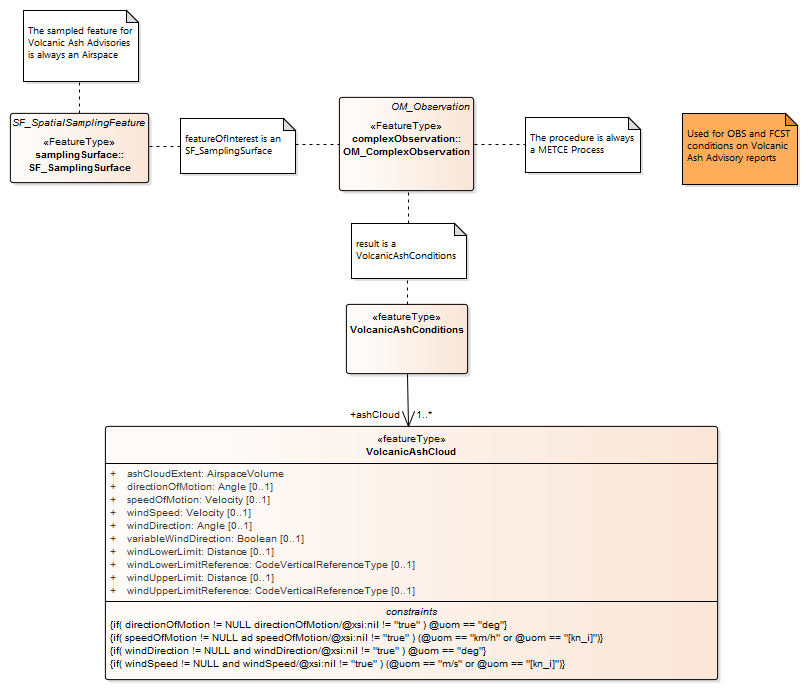 The sampled feature for
Volcanic Ash Advisories
is always an Airspace
SF_SpatialSamplingFeature
«FeatureType»
samplingSurface::
SF_SamplingSurface
featureOfInterest is an
SF_SamplingSurface
OM_Observation
«FeatureType»
complexObservation::
OM_ComplexObservation
The procedure is always
a METCE Process
Used for OBS and FCST
conditions on Volcanic
Ash Advisory reports
result is a
VolcanicAshConditions
«featureType»
VolcanicAshConditions
+ashCloud 1..*
«featureType»
VolcanicAshCloud
+ ashCloudExtent: AirspaceVolume
+ directionOfMotion: Angle [0..1]
+ speedOfMotion: Velocity [0..1]
+ windSpeed: Velocity [0..1]
+ windDirection: Angle [0..1]
+ variableWindDirection: Boolean [0..1]
+ windLowerLimit: Distance [0..1]
+ windLowerLimitReference: CodeVerticalReferenceType [0..1]
+ windUpperLimit: Distance [0..1]
+ windUpperLimitReference: CodeVerticalReferenceType [0..1]
constraints
{if( directionOfMotion != NULL directionOfMotion/@xsi:nil != "true" ) @uom == "deg"}
{if( speedOfMotion != NULL ad speedOfMotion/@xsi:nil != "true" ) (@uom == "km/h" or @uom == "[kn_i]")}
{if( windDirection != NULL and windDirection/@xsi:nil != "true" ) @uom == "deg"}
{if( windSpeed != NULL and windSpeed/@xsi:nil != "true" ) (@uom == "m/s" or @uom == "[kn_i]")}